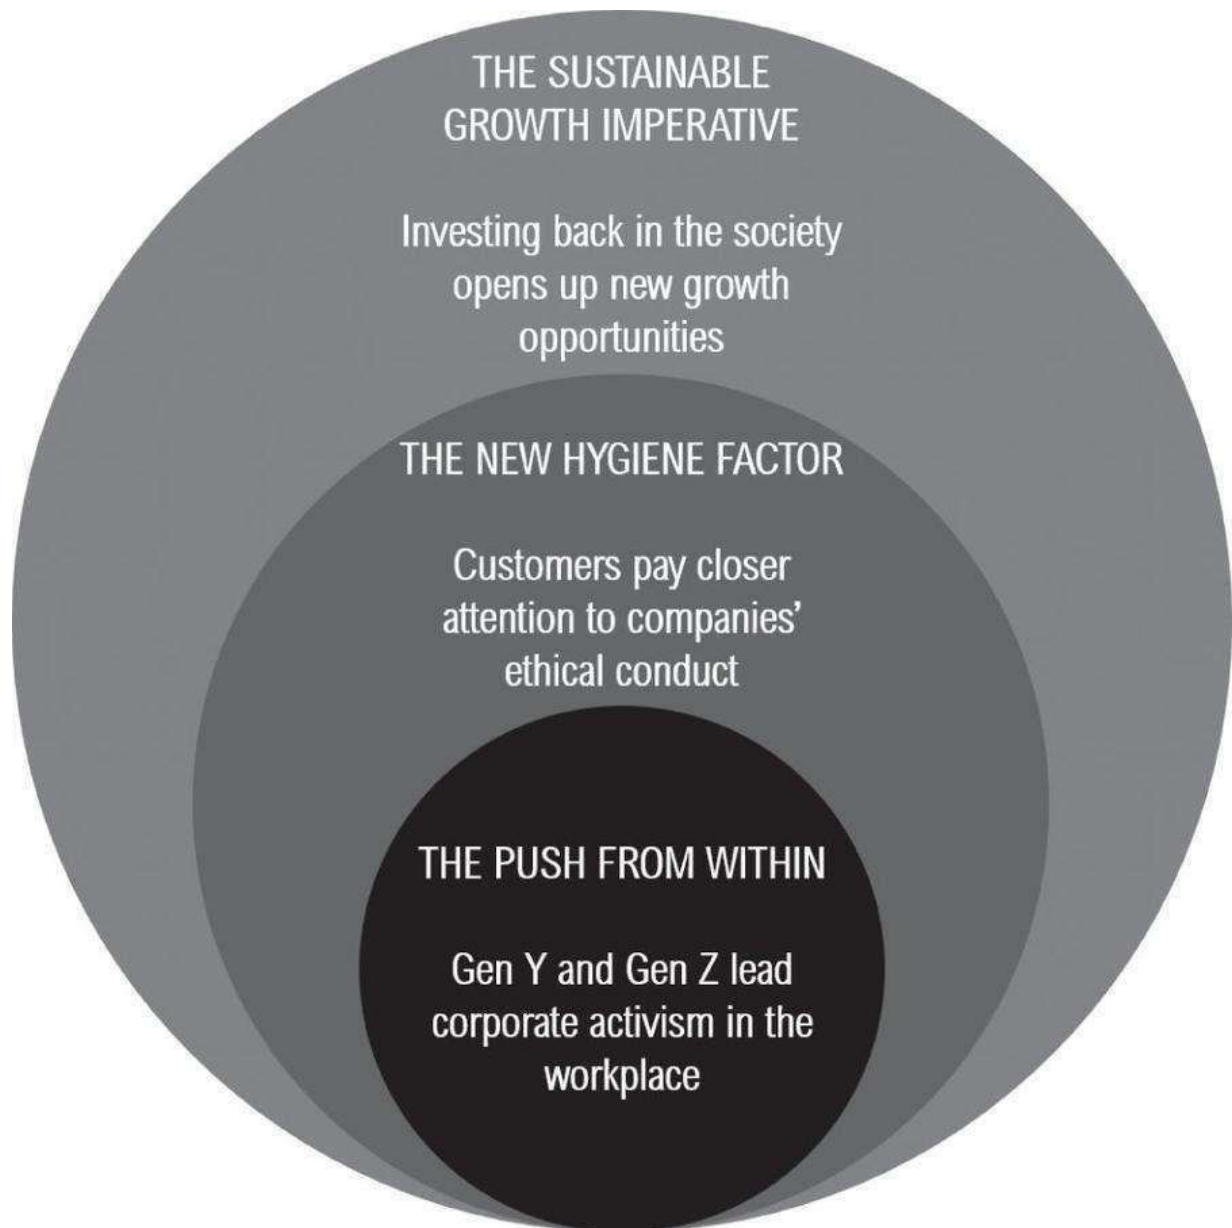 THE SUSTAINABLE
GROWTH IMPERATIVE
Investing back in the society
opens up new growth
opportunities
THE NEW HYGIENE FACTOR
Customers pay closer
attention to companies’
ethical conduct
THE PUSH FROM WITHIN
Gen Y and Gen Z lead
corporate activism in the
workplace